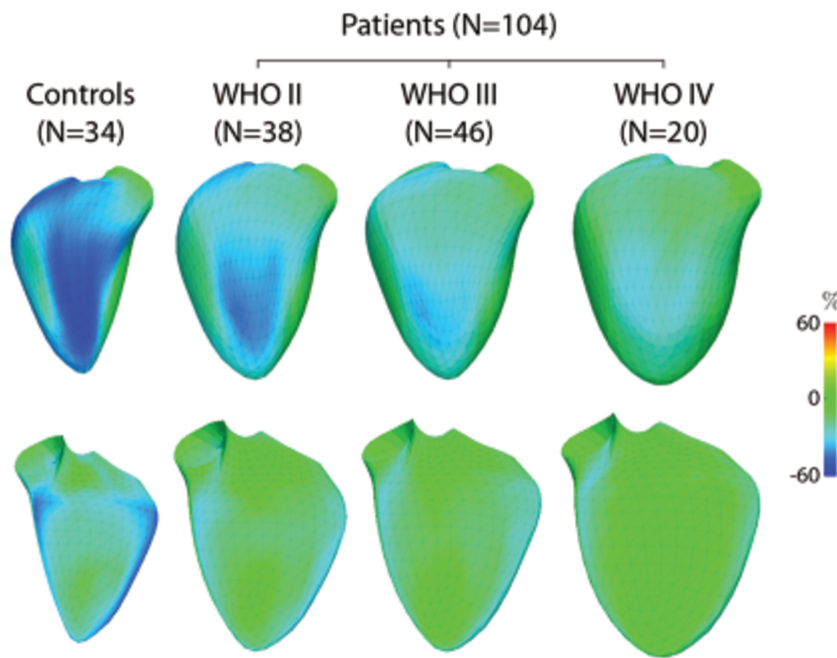 Patients (N=104)
Controls
(N=34)
WHO II
(N=38)
WHO III
(N=46)
WHO IV
(N=20)
%
60
0
-60